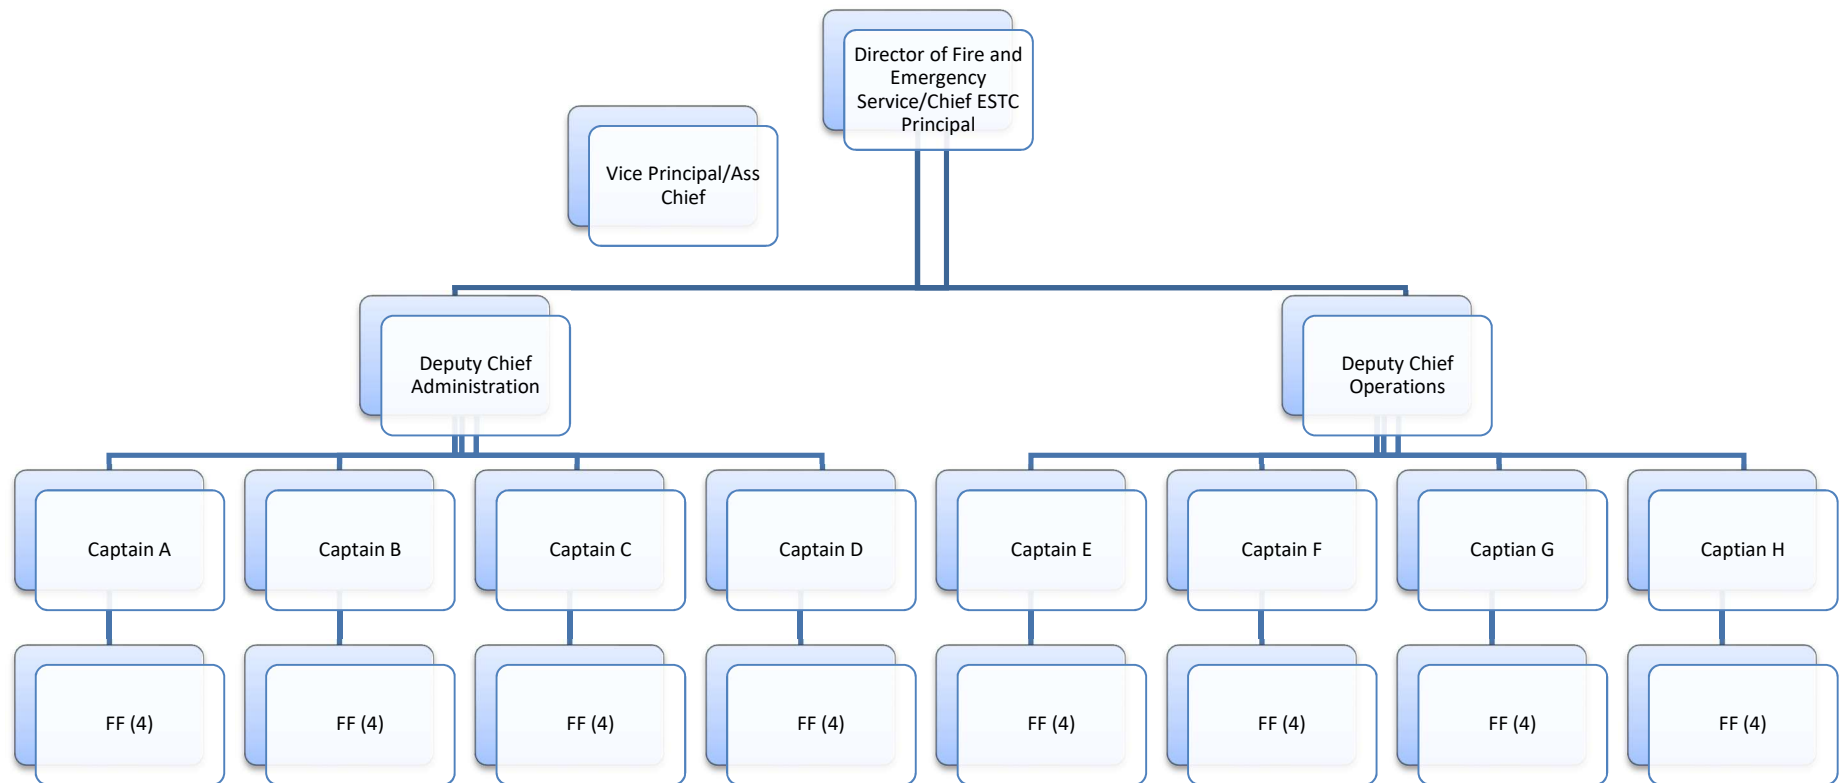 Director of Fire and
Emergency
Service/Chief ESTC
Principal
Vice Principal/Ass
Chief
Deputy Chief
Administration
Deputy Chief
Operations
Captain A
Captain B
Captain C
Captain D
Captain E
Captain F
Captian G
Captian H
FF (4)
FF (4)
FF (4)
FF (4)
FF (4)
FF (4)
FF (4)
FF (4)